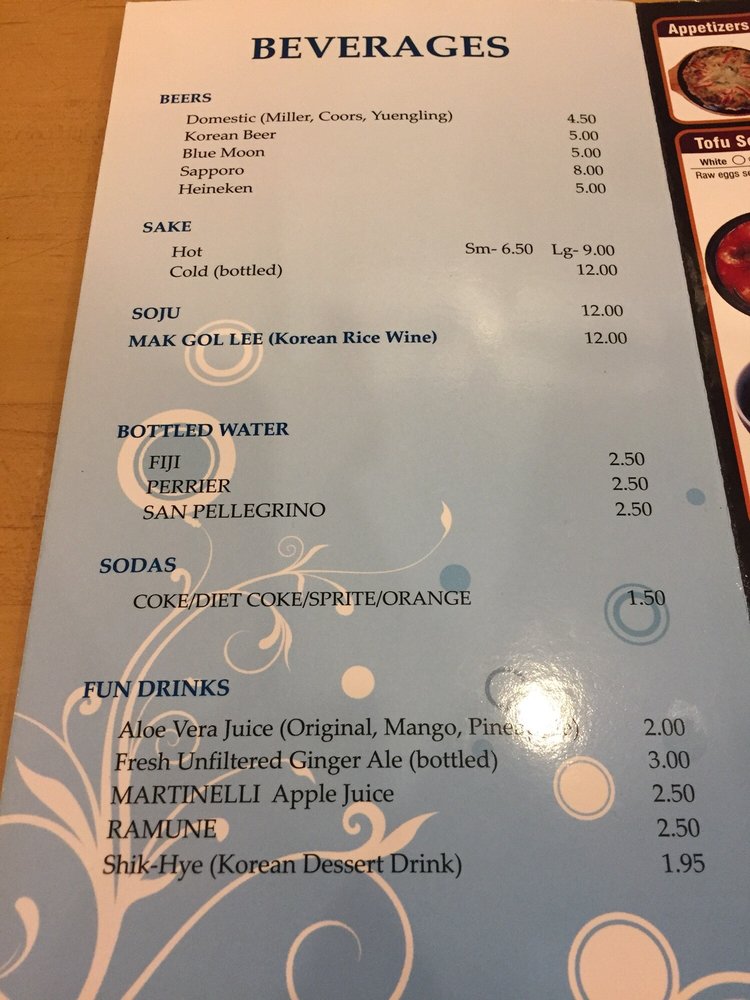 BEVERAGES
BEERS
Domestic (Miller, Coors, Yuengling) 4.50
Korean Beer 5.00
Blue Moon 5.00
Sapporo 8.00
Heineken 5.00
SAKE
Hot Sm- 6.50 Lg- 9.00
Cold (bottled) 12.00
SOJU 12.00
MAK GOL LEE (Korean Rice Wine) 12.00
BOTTLED WATER
FIJI 2.50
PERRIER 2.50
SAN PELLEGRINO 2.50
SODAS
COKE/DIET COKE/SPRITE/ORANGE 1.50
FUN DRINKS
Aloe Vera Juice (Original, Mango, Pineapple) 2.00
Fresh Unfiltered Ginger Ale (bottled) 3.00
MARTINELLI Apple Juice 2.50
RAMUNE 2.50
Shik-Hye (Korean Dessert Drink) 1.95
Appetizers
Tofu
White
Raw eggs